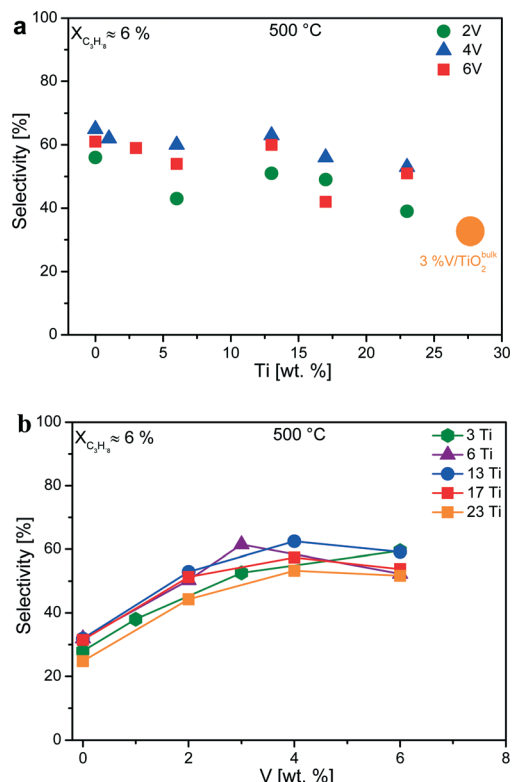 a
X_C3H8 ≈ 6 %
500 °C
2V
4V
6V
100
80
60
40
20
0
Selectivity [%]
3 %V/TiO2^bulk
0 5 10 15 20 25 30
Ti [wt. %]
b
X_C3H8 ≈ 6 %
500 °C
3 Ti
6 Ti
13 Ti
17 Ti
23 Ti
100
80
60
40
20
0
Selectivity [%]
0 2 4 6 8
V [wt. %]